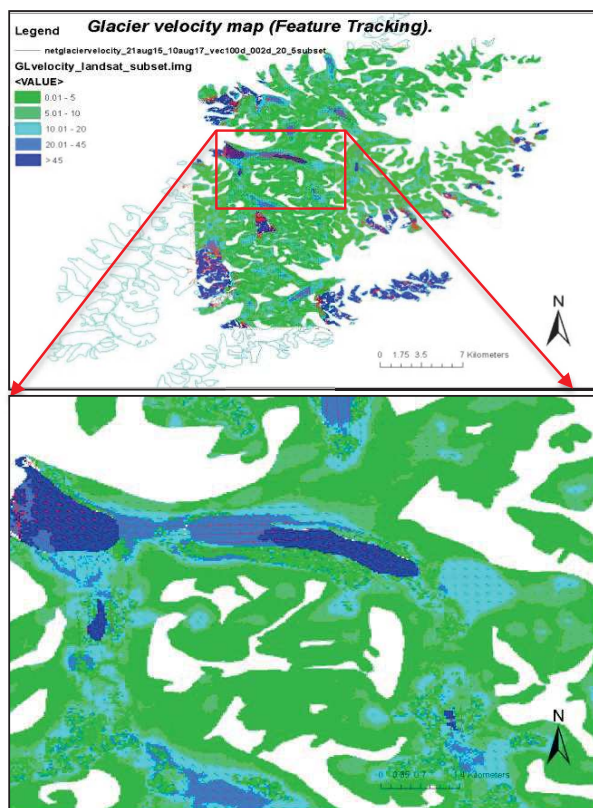 Glacier velocity map (Feature Tracking).
Legend
netglaciervelocity_21aug15_10aug17_vec100d_002d_20_5subset
GLvelocity_landsat_subset.img
<VALUE>
0.01 - 5
5.01 - 10
10.01 - 20
20.01 - 45
> 45
N
0 1.75 3.5 7 Kilometers
N
Kilometers